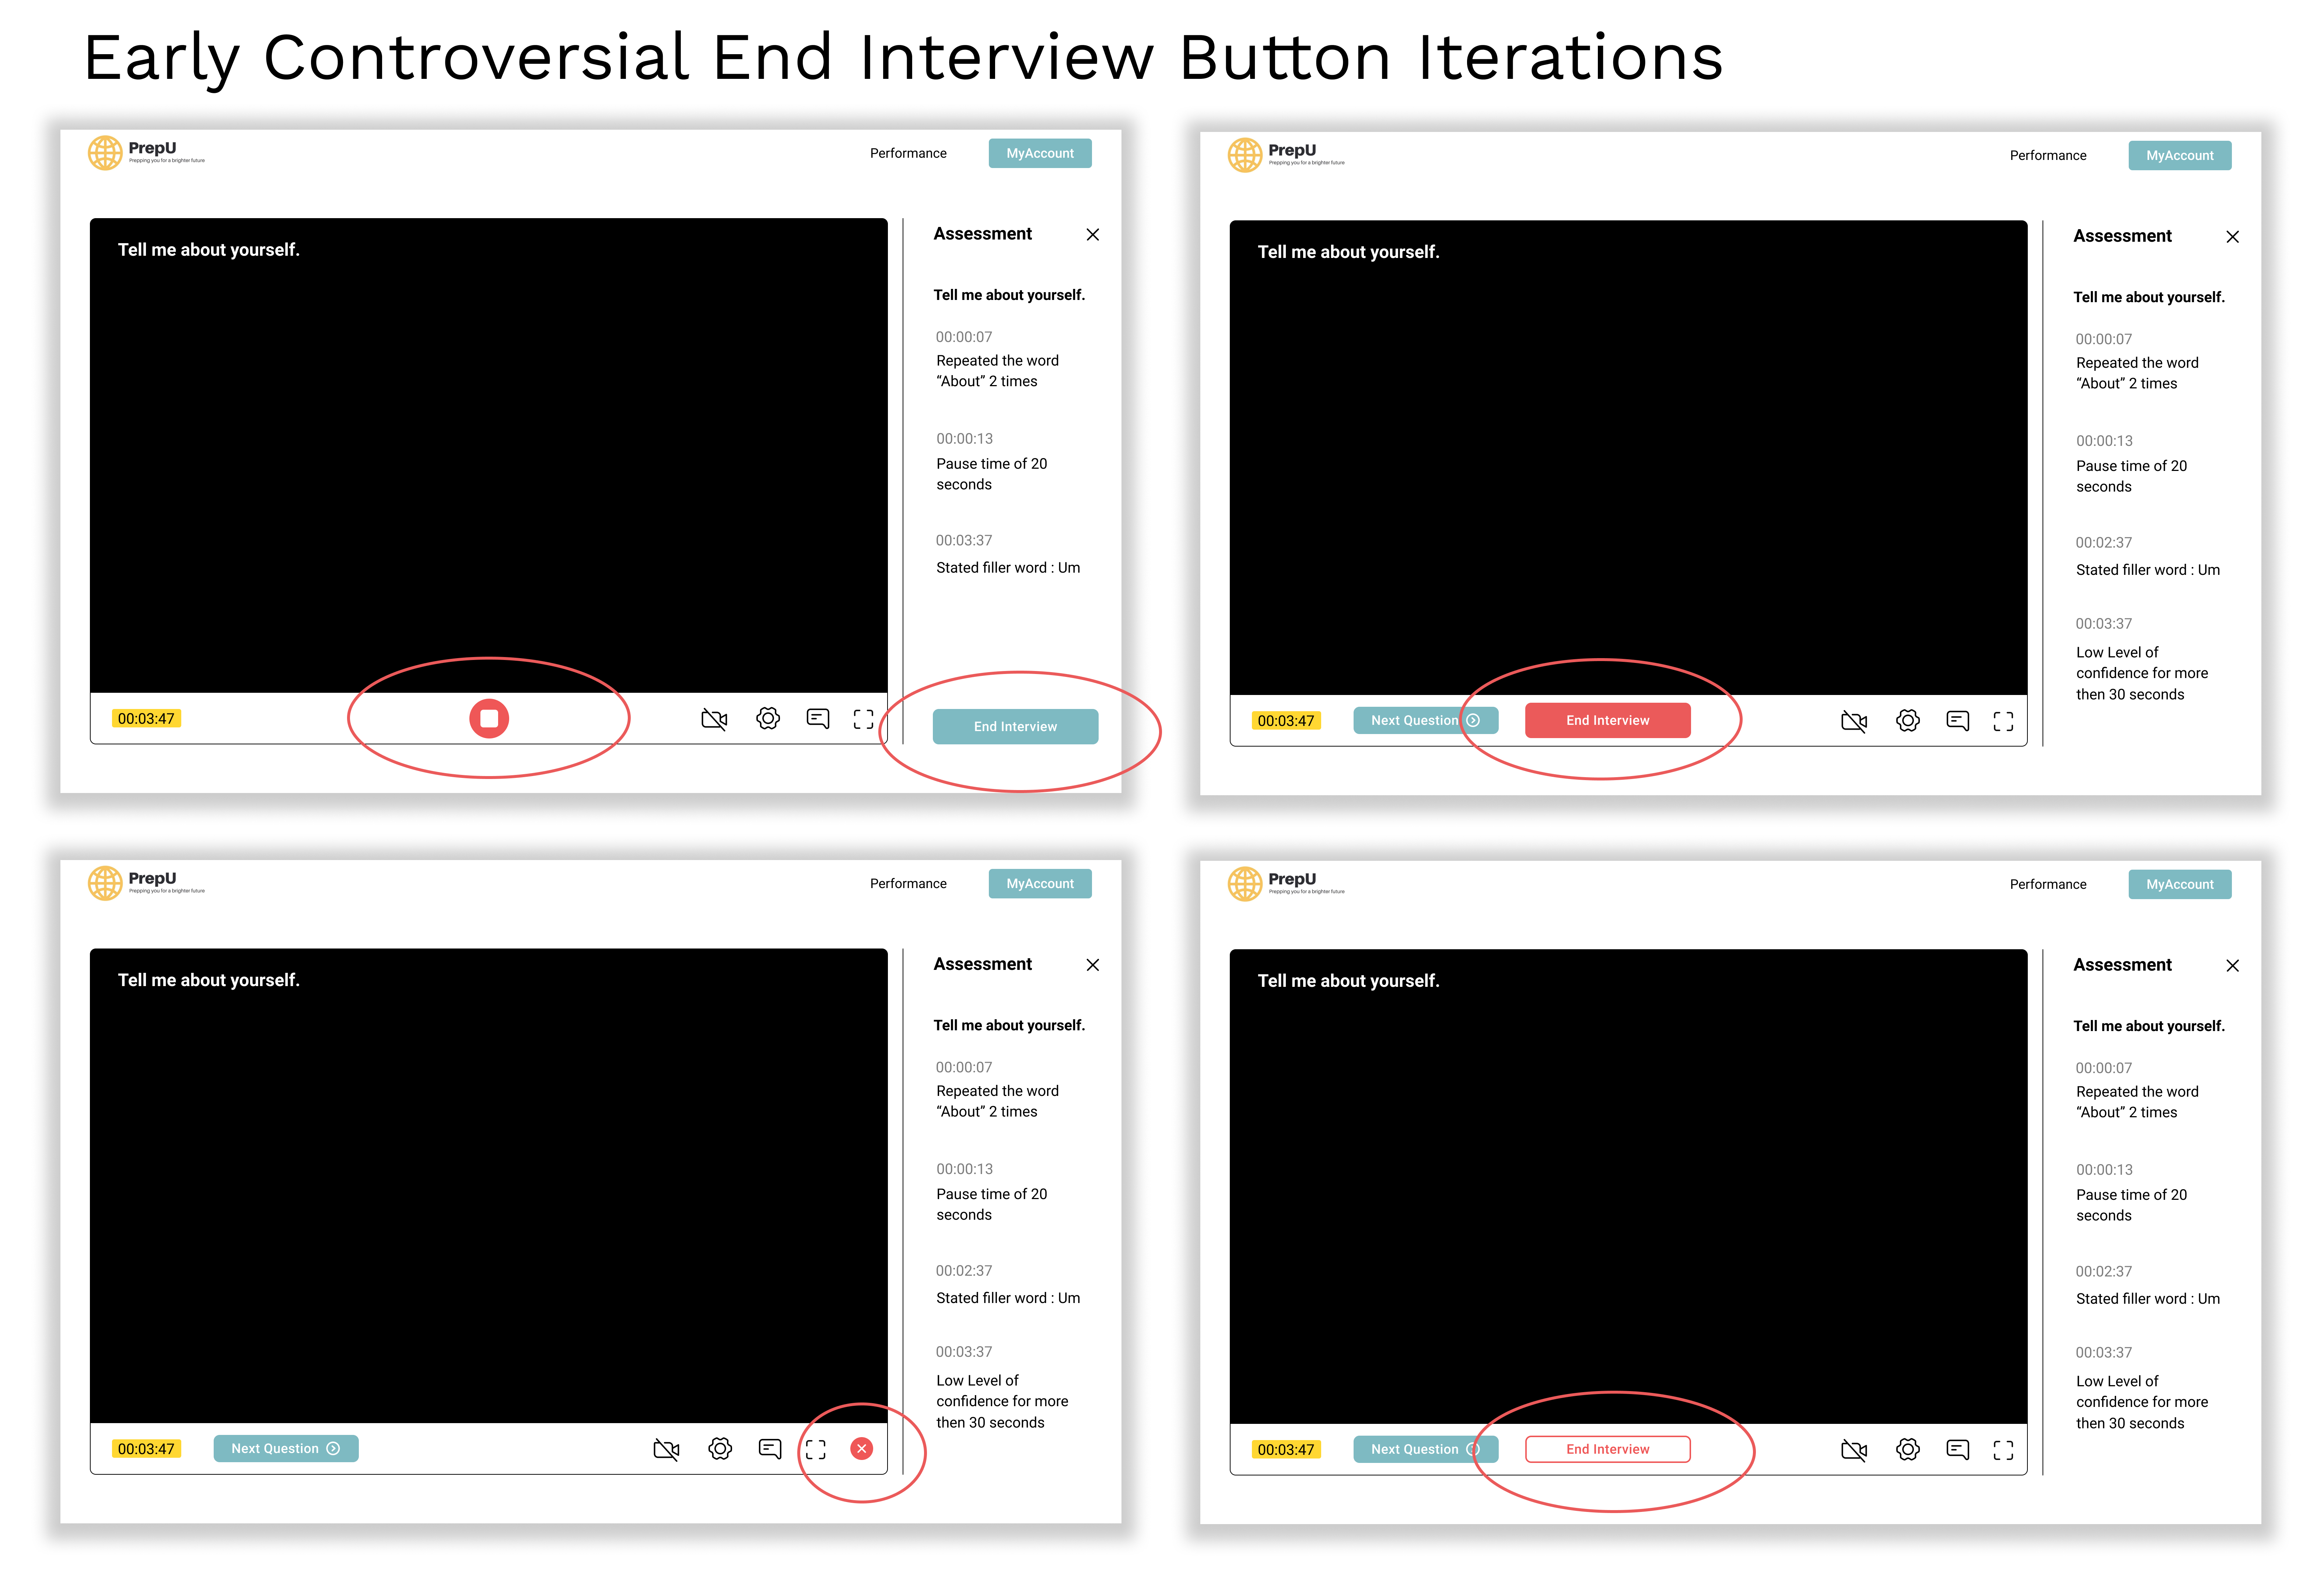 Early Controversial End Interview Button Iterations
PrepU
Prepping you for a brighter future
Performance
MyAccount
Tell me about yourself.
Assessment
Tell me about yourself.
00:00:07
Repeated the word
“About” 2 times
00:00:13
Pause time of 20
seconds
00:03:37
Stated filler word : Um
00:03:47
End Interview
PrepU
Prepping you for a brighter future
Performance
MyAccount
Tell me about yourself.
Assessment
Tell me about yourself.
00:00:07
Repeated the word
“About” 2 times
00:00:13
Pause time of 20
seconds
00:02:37
Stated filler word : Um
00:03:37
Low Level of
confidence for more
then 30 seconds
00:03:47
Next Question
End Interview
PrepU
Prepping you for a brighter future
Performance
MyAccount
Tell me about yourself.
Assessment
Tell me about yourself.
00:00:07
Repeated the word
“About” 2 times
00:00:13
Pause time of 20
seconds
00:02:37
Stated filler word : Um
00:03:37
Low Level of
confidence for more
then 30 seconds
00:03:47
Next Question
PrepU
Prepping you for a brighter future
Performance
MyAccount
Tell me about yourself.
Assessment
Tell me about yourself.
00:00:07
Repeated the word
“About” 2 times
00:00:13
Pause time of 20
seconds
00:02:37
Stated filler word : Um
00:03:37
Low Level of
confidence for more
then 30 seconds
00:03:47
Next Question
End Interview